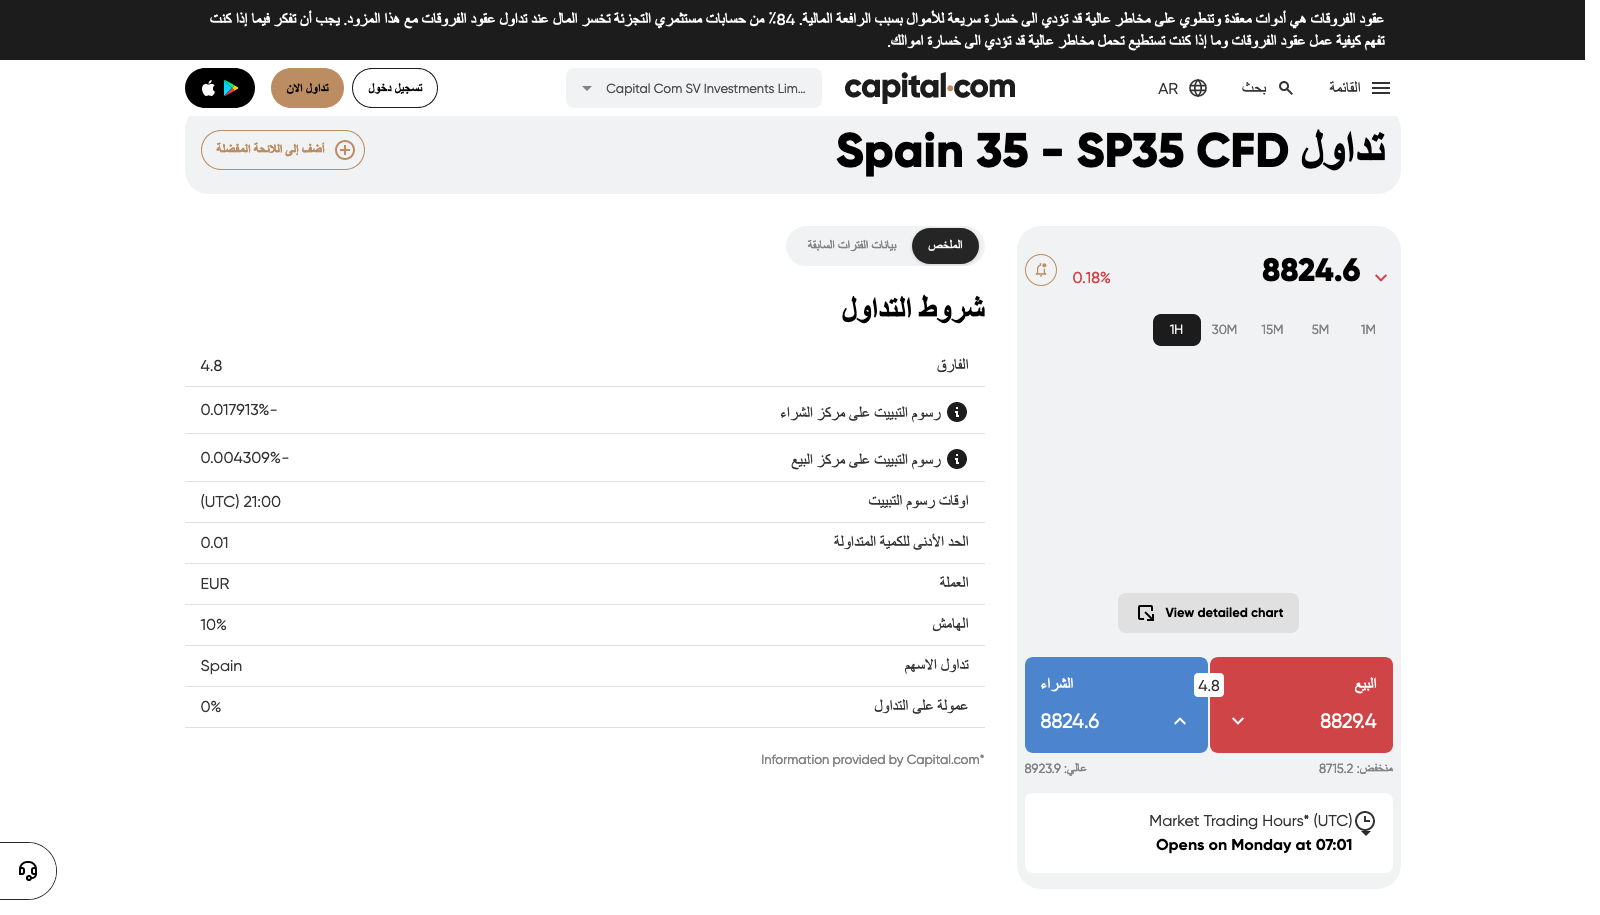 عقود الفروقات هي أدوات معقدة وتنطوي على مخاطر عالية قد تؤدي الى خسارة سريعة للأموال بسبب الرافعة المالية. 84٪ من حسابات مستثمري التجزئة تخسر المال عند تداول عقود الفروقات مع هذا المزود. يجب أن تفكر فيما إذا كنت
تفهم كيفية عمل عقود الفروقات وما إذا كنت تستطيع تحمل مخاطر عالية قد تؤدي الى خسارة اموالك.
القائمة
بحث
AR
capital.com
Capital Com SV Investments Lim...
تسجيل دخول
تداول الان
تداول Spain 35 - SP35 CFD
أضف إلى اللائحة المفضلة
8824.6
0.18%
1M
5M
15M
30M
1H
View detailed chart
البيع
8829.4
4.8
الشراء
8824.6
منخفض: 8715.2
عالي: 8923.9
Market Trading Hours* (UTC)
Opens on Monday at 07:01
الملخص
بيانات الفترات السابقة
شروط التداول
الفارق 4.8
رسوم التبييت على مركز الشراء 0.017913%-
رسوم التبييت على مركز البيع 0.004309%-
اوقات رسوم التبييت (UTC) 21:00
الحد الأدنى للكمية المتداولة 0.01
العملة EUR
الهامش 10%
تداول الاسهم Spain
عمولة على التداول 0%
Information provided by Capital.com*